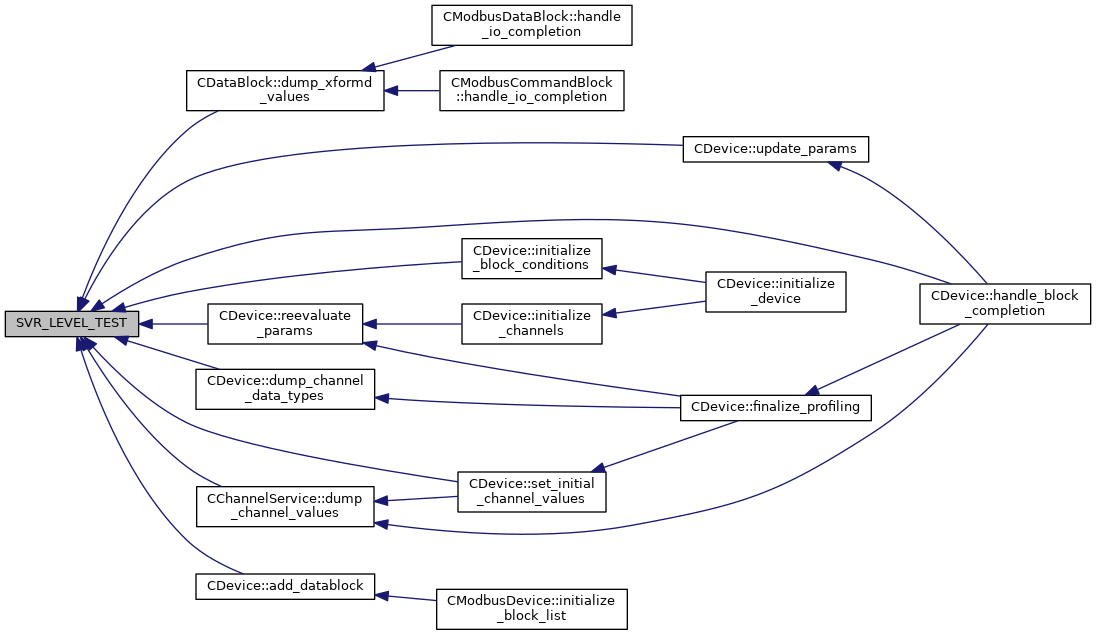 CModbusDataBlock::handle
_io_completion
CDataBlock::dump_xformd
_values
CModbusCommandBlock
::handle_io_completion
CDevice::update_params
CDevice::initialize
_block_conditions
CDevice::initialize
_device
CDevice::handle_block
_completion
SVR_LEVEL_TEST
CDevice::reevaluate
_params
CDevice::initialize
_channels
CDevice::dump_channel
_data_types
CDevice::finalize_profiling
CDevice::set_initial
_channel_values
CChannelService::dump
_channel_values
CDevice::add_datablock
CModbusDevice::initialize
_block_list